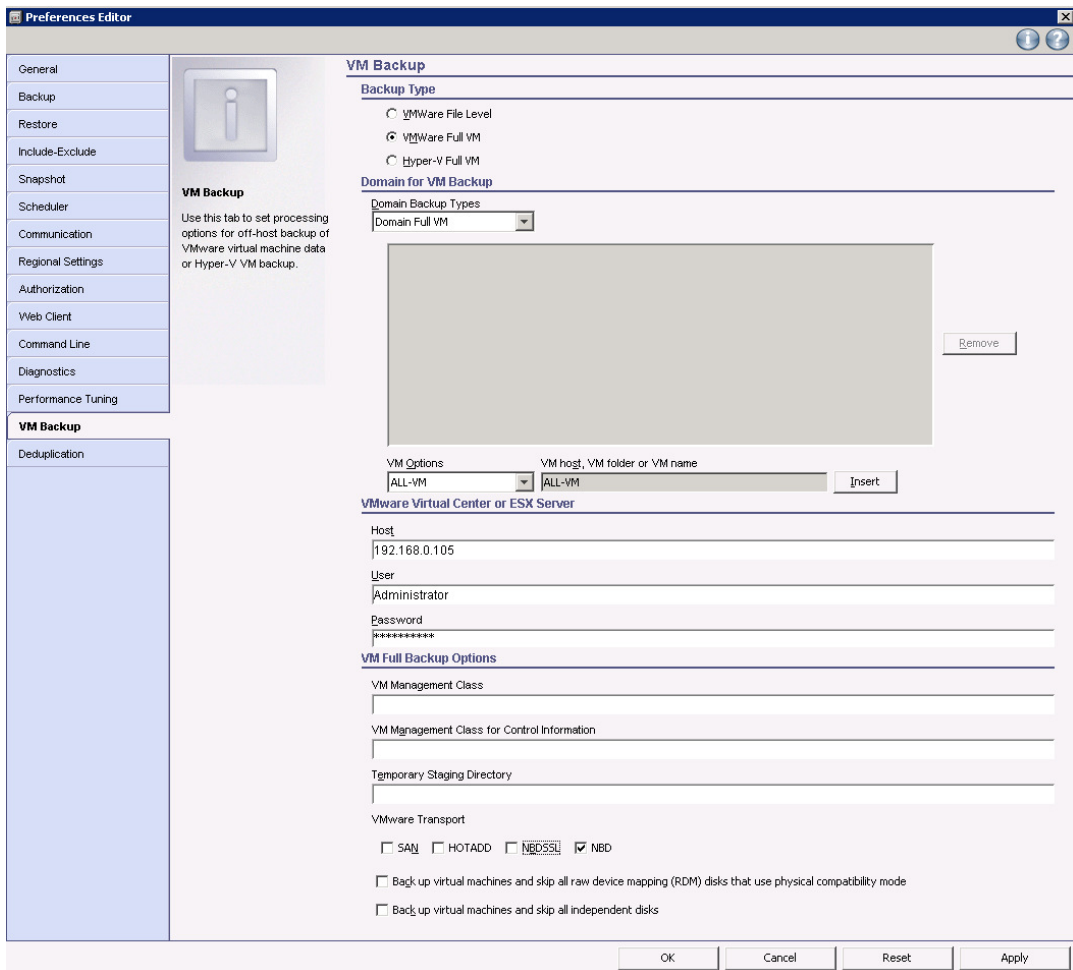 Preferences Editor
General
Backup
Restore
Include-Exclude
Snapshot
Scheduler
Communication
Regional Settings
Authorization
Web Client
Command Line
Diagnostics
Performance Tuning
VM Backup
Deduplication
VM Backup
Use this tab to set processing
options for off-host backup of
VMware virtual machine data
or Hyper-V VM backup.
VM Backup
Backup Type
VMWare File Level
VMWare Full VM
Hyper-V Full VM
Domain for VM Backup
Domain Backup Types
Domain Full VM
Remove
VM Options VM host, VM folder or VM name
ALL-VM ALL-VM Insert
VMware Virtual Center or ESX Server
Host
192.168.0.105
User
Administrator
Password
**********
VM Full Backup Options
VM Management Class
VM Management Class for Control Information
Temporary Staging Directory
VMware Transport
SAN HOTADD NBDSSL NBD
Back up virtual machines and skip all raw device mapping (RDM) disks that use physical compatibility mode
Back up virtual machines and skip all independent disks
OK Cancel Reset Apply